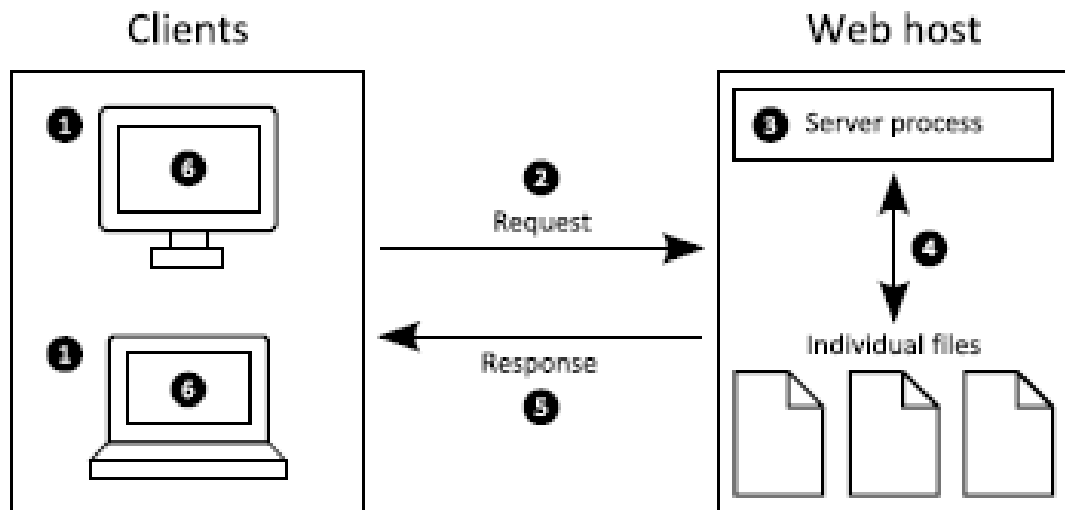 Clients
Web host
1
6
2
Request
3 Server process
4
1
6
Response
5
Individual files